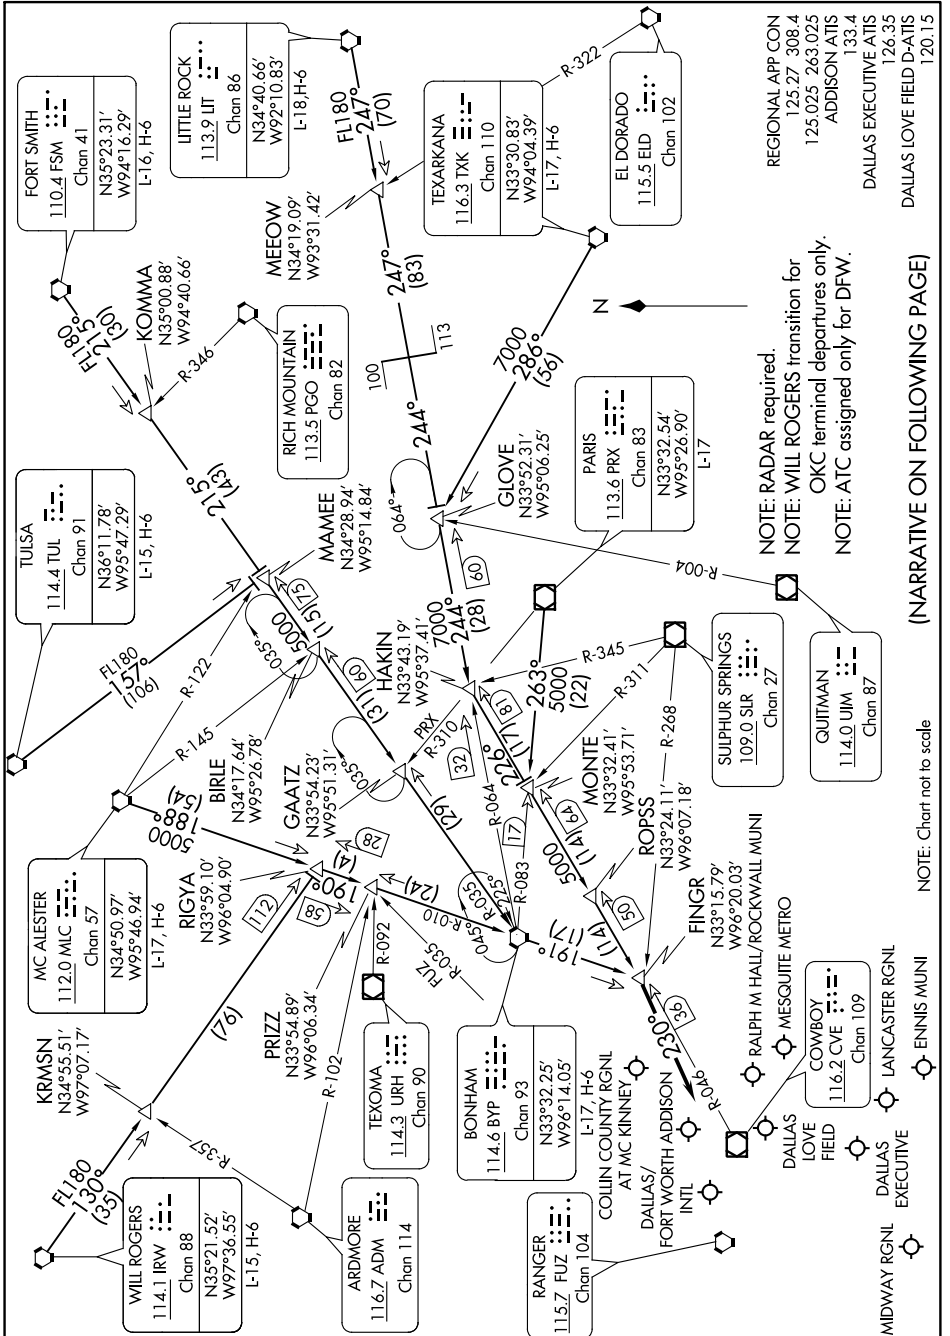 FORT SMITH
110.4 FSM
Chan 41
N35°23.31′
W94°16.29′
L-16, H-6
LITTLE ROCK
113.9 LIT
Chan 86
N34°40.66′
W92°10.83′
L-18,H-6
FL180
247°
(70)
R-322
REGIONAL APP CON
125.27 308.4
125.025 263.025
ADDISON ATIS
133.4
DALLAS EXECUTIVE ATIS
126.35
DALLAS LOVE FIELD D-ATIS
120.15
FL180
215°
(30)
KOMMA
N35°00.88′
W94°40.66′
MEEOW
N34°19.09′
W93°31.42′
TEXARKANA
116.3 TXK
Chan 110
N33°30.83′
W94°04.39′
L-17, H-6
EL DORADO
115.5 ELD
Chan 102
R-346
RICH MOUNTAIN
113.5 PGO
Chan 82
247°
(83)
100
113
7000
286°
(56)
N
TULSA
114.4 TUL
Chan 91
N36°11.78′
W95°47.29′
L-15, H-6
215°
(43)
MAMEE
N34°28.94′
W95°14.84′
244°
064°
GLOVE
N33°52.31′
W95°06.25′
PARIS
113.6 PRX
Chan 83
N33°32.54′
W95°26.90′
L-17
NOTE: RADAR required.
NOTE: WILL ROGERS transition for
OKC terminal departures only.
NOTE: ATC assigned only for DFW.
FL180
157°
(106)
R-122
R-145
5000
(15)
75
035°
BIRLE
N34°17.64′
W95°26.78′
60
(31)
HAKIN
N33°43.19′
W95°37.41′
7000
244°
(28)
60
R-004
263°
5000
(22)
R-345
R-311
R-268
SULPHUR SPRINGS
109.0 SLR
Chan 27
QUITMAN
114.0 UIM
Chan 87
MC ALESTER
112.0 MLC
Chan 57
N34°50.97′
W95°46.94′
L-17, H-6
5000
188°
(54)
GAATZ
N33°54.23′
W95°51.31′
035°
PRX
R-310
32
R-064
81
(17)
226°
MONTE
N33°32.41′
W95°53.71′
RIGYA
N33°59.10′
W96°04.90′
28
(4)
190°
58
112
(29)
17
R-083
64
(14)
5000
ROPSS
N33°24.11′
W96°07.18′
KRMSN
N34°55.51′
W97°07.17′
(76)
PRIZZ
N33°54.89′
W96°06.34′
R-092
R-102
(24)
R-010
045°
R-035
225°
FUZ
R-035
50
(14)
191°
(17)
FINGR
N33°15.79′
W96°20.03′
FL180
130°
(35)
R-357
TEXOMA
114.3 URH
Chan 90
BONHAM
114.6 BYP
Chan 93
N33°32.25′
W96°14.05′
L-17, H-6
230°
36
R-046
RALPH M HALL/ROCKWALL MUNI
MESQUITE METRO
COWBOY
116.2 CVE
Chan 109
WILL ROGERS
114.1 IRW
Chan 88
N35°21.52′
W97°36.55′
L-15, H-6
ARDMORE
116.7 ADM
Chan 114
RANGER
115.7 FUZ
Chan 104
COLLIN COUNTY RGNL
AT MC KINNEY
ADDISON
DALLAS/
FORT WORTH
INTL
DALLAS
LOVE
FIELD
LANCASTER RGNL
DALLAS
EXECUTIVE
ENNIS MUNI
MIDWAY RGNL
NOTE: Chart not to scale
(NARRATIVE ON FOLLOWING PAGE)